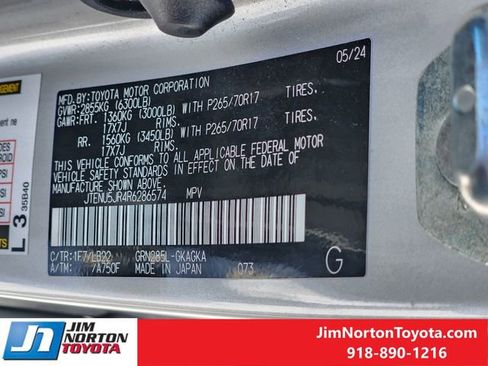 MFD.BY:TOYOTA MOTOR CORPORATION 05/24
GVWR:2855KG (6300LB)
GAWR:FRT. 1360KG (3000LB) WITH P265/70R17 TIRES,
17X7J RIMS.
RR. 1560KG (3450LB) WITH P265/70R17 TIRES,
17X7J RIMS.
THIS VEHICLE CONFORMS TO ALL APPLICABLE FEDERAL MOTOR
VEHICLE SAFETY STANDARDS IN EFFECT ON THE DATE OF
MANUFACTURE SHOWN ABOVE.
JTENU5JR4R6286574 MPV
C/TR:1F7/LB22 GRN285L-GKAGKA
A/TM: /A750F MADE IN JAPAN 073 G
L 3 35B40
JIM
NORTON
TOYOTA
JimNortonToyota.com
918-890-1216